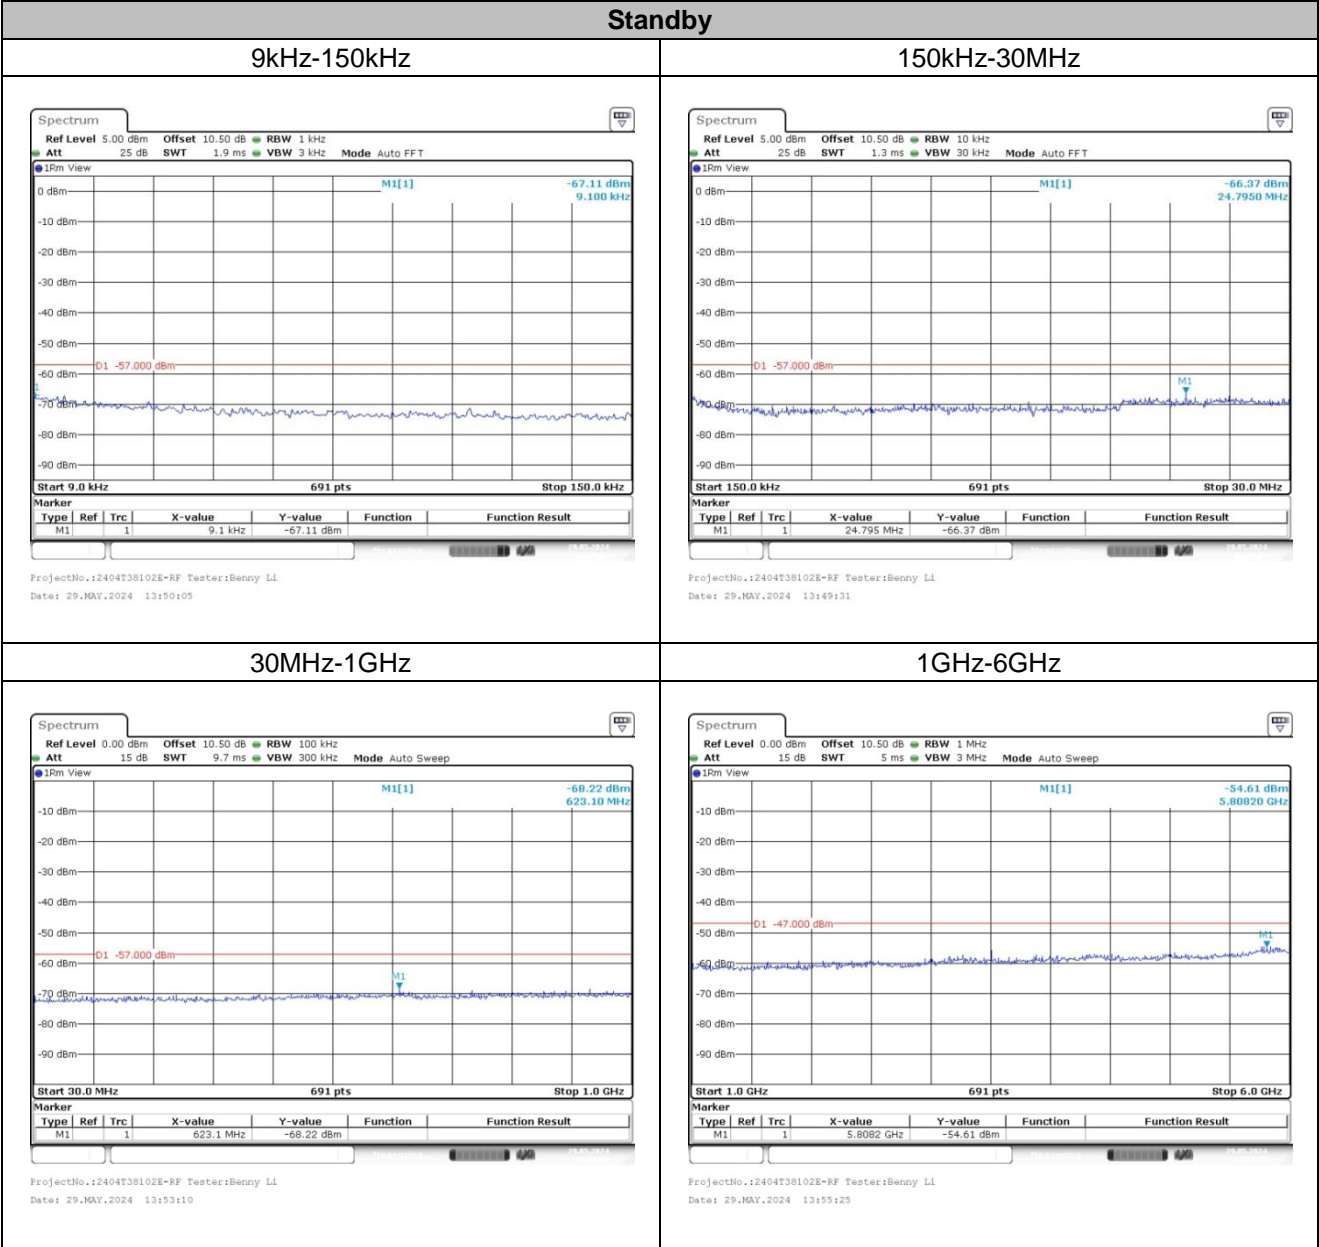 Standby
9kHz-150kHz
150kHz-30MHz
Spectrum
Ref Level 5.00 dBm Offset 10.50 dB RBW 1 kHz
Att 25 dB SWT 1.9 ms VBW 3 kHz Mode Auto FFT
1Rm View
M1[1] -67.11 dBm
9.100 kHz
0 dBm
-10 dBm
-20 dBm
-30 dBm
-40 dBm
-50 dBm
D1 -57.000 dBm
-60 dBm
-70 dBm
-80 dBm
-90 dBm
Start 9.0 kHz 691 pts Stop 150.0 kHz
Marker
Type Ref Trc X-value Y-value Function Function Result
M1 1 9.1 kHz -67.11 dBm
ProjectNo.:2404T38102E-RF Tester:Benny Li
Date: 29.MAY.2024 13:50:05
Spectrum
Ref Level 5.00 dBm Offset 10.50 dB RBW 10 kHz
Att 25 dB SWT 1.3 ms VBW 30 kHz Mode Auto FFT
1Rm View
M1[1] -66.37 dBm
24.7950 MHz
0 dBm
-10 dBm
-20 dBm
-30 dBm
-40 dBm
-50 dBm
D1 -57.000 dBm
-60 dBm
M1
-70 dBm
-80 dBm
-90 dBm
Start 150.0 kHz 691 pts Stop 30.0 MHz
Marker
Type Ref Trc X-value Y-value Function Function Result
M1 1 24.795 MHz -66.37 dBm
ProjectNo.:2404T38102E-RF Tester:Benny Li
Date: 29.MAY.2024 13:49:31
30MHz-1GHz
1GHz-6GHz
Spectrum
Ref Level 0.00 dBm Offset 10.50 dB RBW 100 kHz
Att 15 dB SWT 9.7 ms VBW 300 kHz Mode Auto Sweep
1Rm View
M1[1] -68.22 dBm
623.10 MHz
-10 dBm
-20 dBm
-30 dBm
-40 dBm
-50 dBm
D1 -57.000 dBm
-60 dBm
M1
-70 dBm
-80 dBm
-90 dBm
Start 30.0 MHz 691 pts Stop 1.0 GHz
Marker
Type Ref Trc X-value Y-value Function Function Result
M1 1 623.1 MHz -68.22 dBm
ProjectNo.:2404T38102E-RF Tester:Benny Li
Date: 29.MAY.2024 13:53:10
Spectrum
Ref Level 0.00 dBm Offset 10.50 dB RBW 1 MHz
Att 15 dB SWT 5 ms VBW 3 MHz Mode Auto Sweep
1Rm View
M1[1] -54.61 dBm
5.80820 GHz
-10 dBm
-20 dBm
-30 dBm
-40 dBm
D1 -47.000 dBm
-50 dBm
M1
-60 dBm
-70 dBm
-80 dBm
-90 dBm
Start 1.0 GHz 691 pts Stop 6.0 GHz
Marker
Type Ref Trc X-value Y-value Function Function Result
M1 1 5.8082 GHz -54.61 dBm
ProjectNo.:2404T38102E-RF Tester:Benny Li
Date: 29.MAY.2024 13:55:25